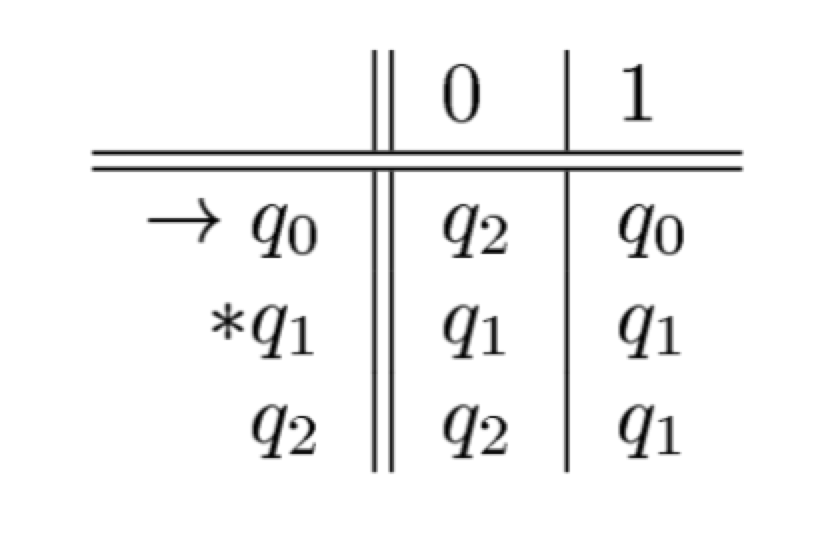 0 1
→ q₀ q₂ q₀
*q₁ q₁ q₁
q₂ q₂ q₁